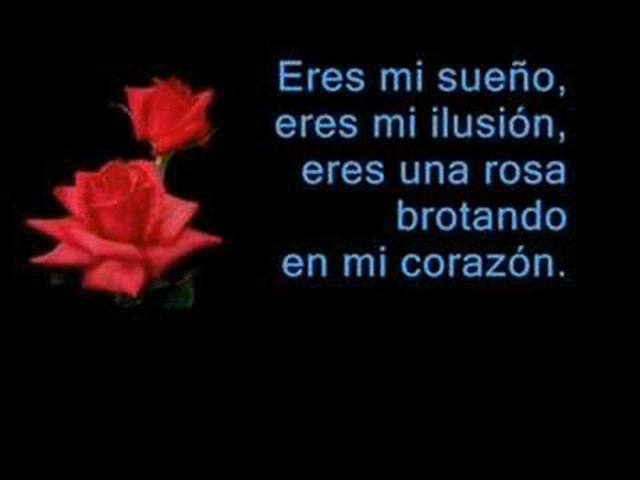 Eres mi sueño,
eres mi ilusión,
eres una rosa
brotando
en mi corazón.